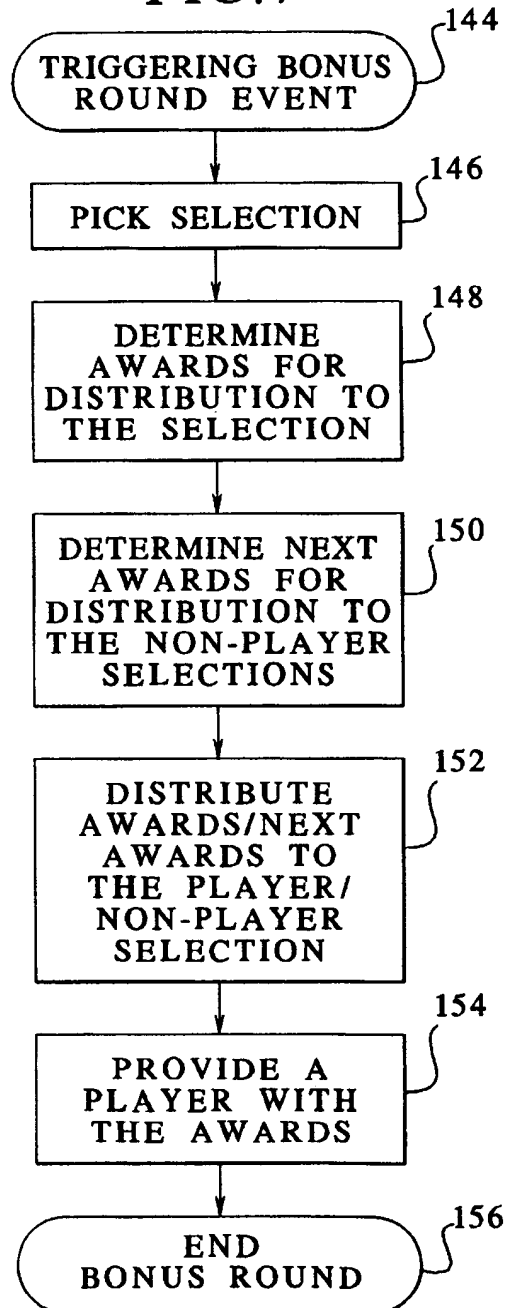 144
TRIGGERING BONUS
ROUND EVENT
146
PICK SELECTION
148
DETERMINE
AWARDS FOR
DISTRIBUTION TO
THE SELECTION
150
DETERMINE NEXT
AWARDS FOR
DISTRIBUTION TO
THE NON-PLAYER
SELECTIONS
152
DISTRIBUTE
AWARDS/NEXT
AWARDS TO
THE PLAYER/
NON-PLAYER
SELECTION
154
PROVIDE A
PLAYER WITH
THE AWARDS
156
END
BONUS ROUND